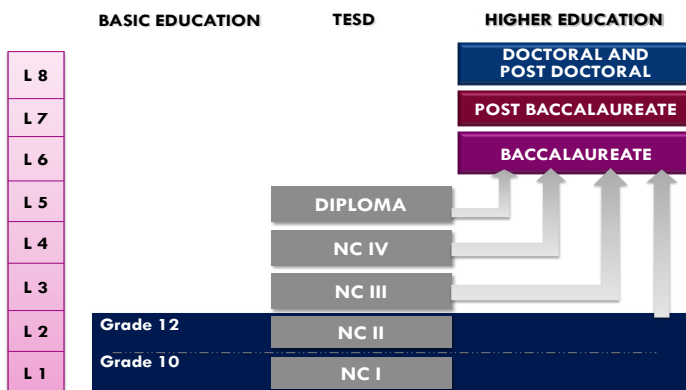 BASIC EDUCATION TESD HIGHER EDUCATION
L 8 DOCTORAL AND
POST DOCTORAL
L 7 POST BACCALAUREATE
L 6 BACCALAUREATE
L 5 DIPLOMA
L 4 NC IV
L 3 NC III
L 2 Grade 12 NC II
L 1 Grade 10 NC I